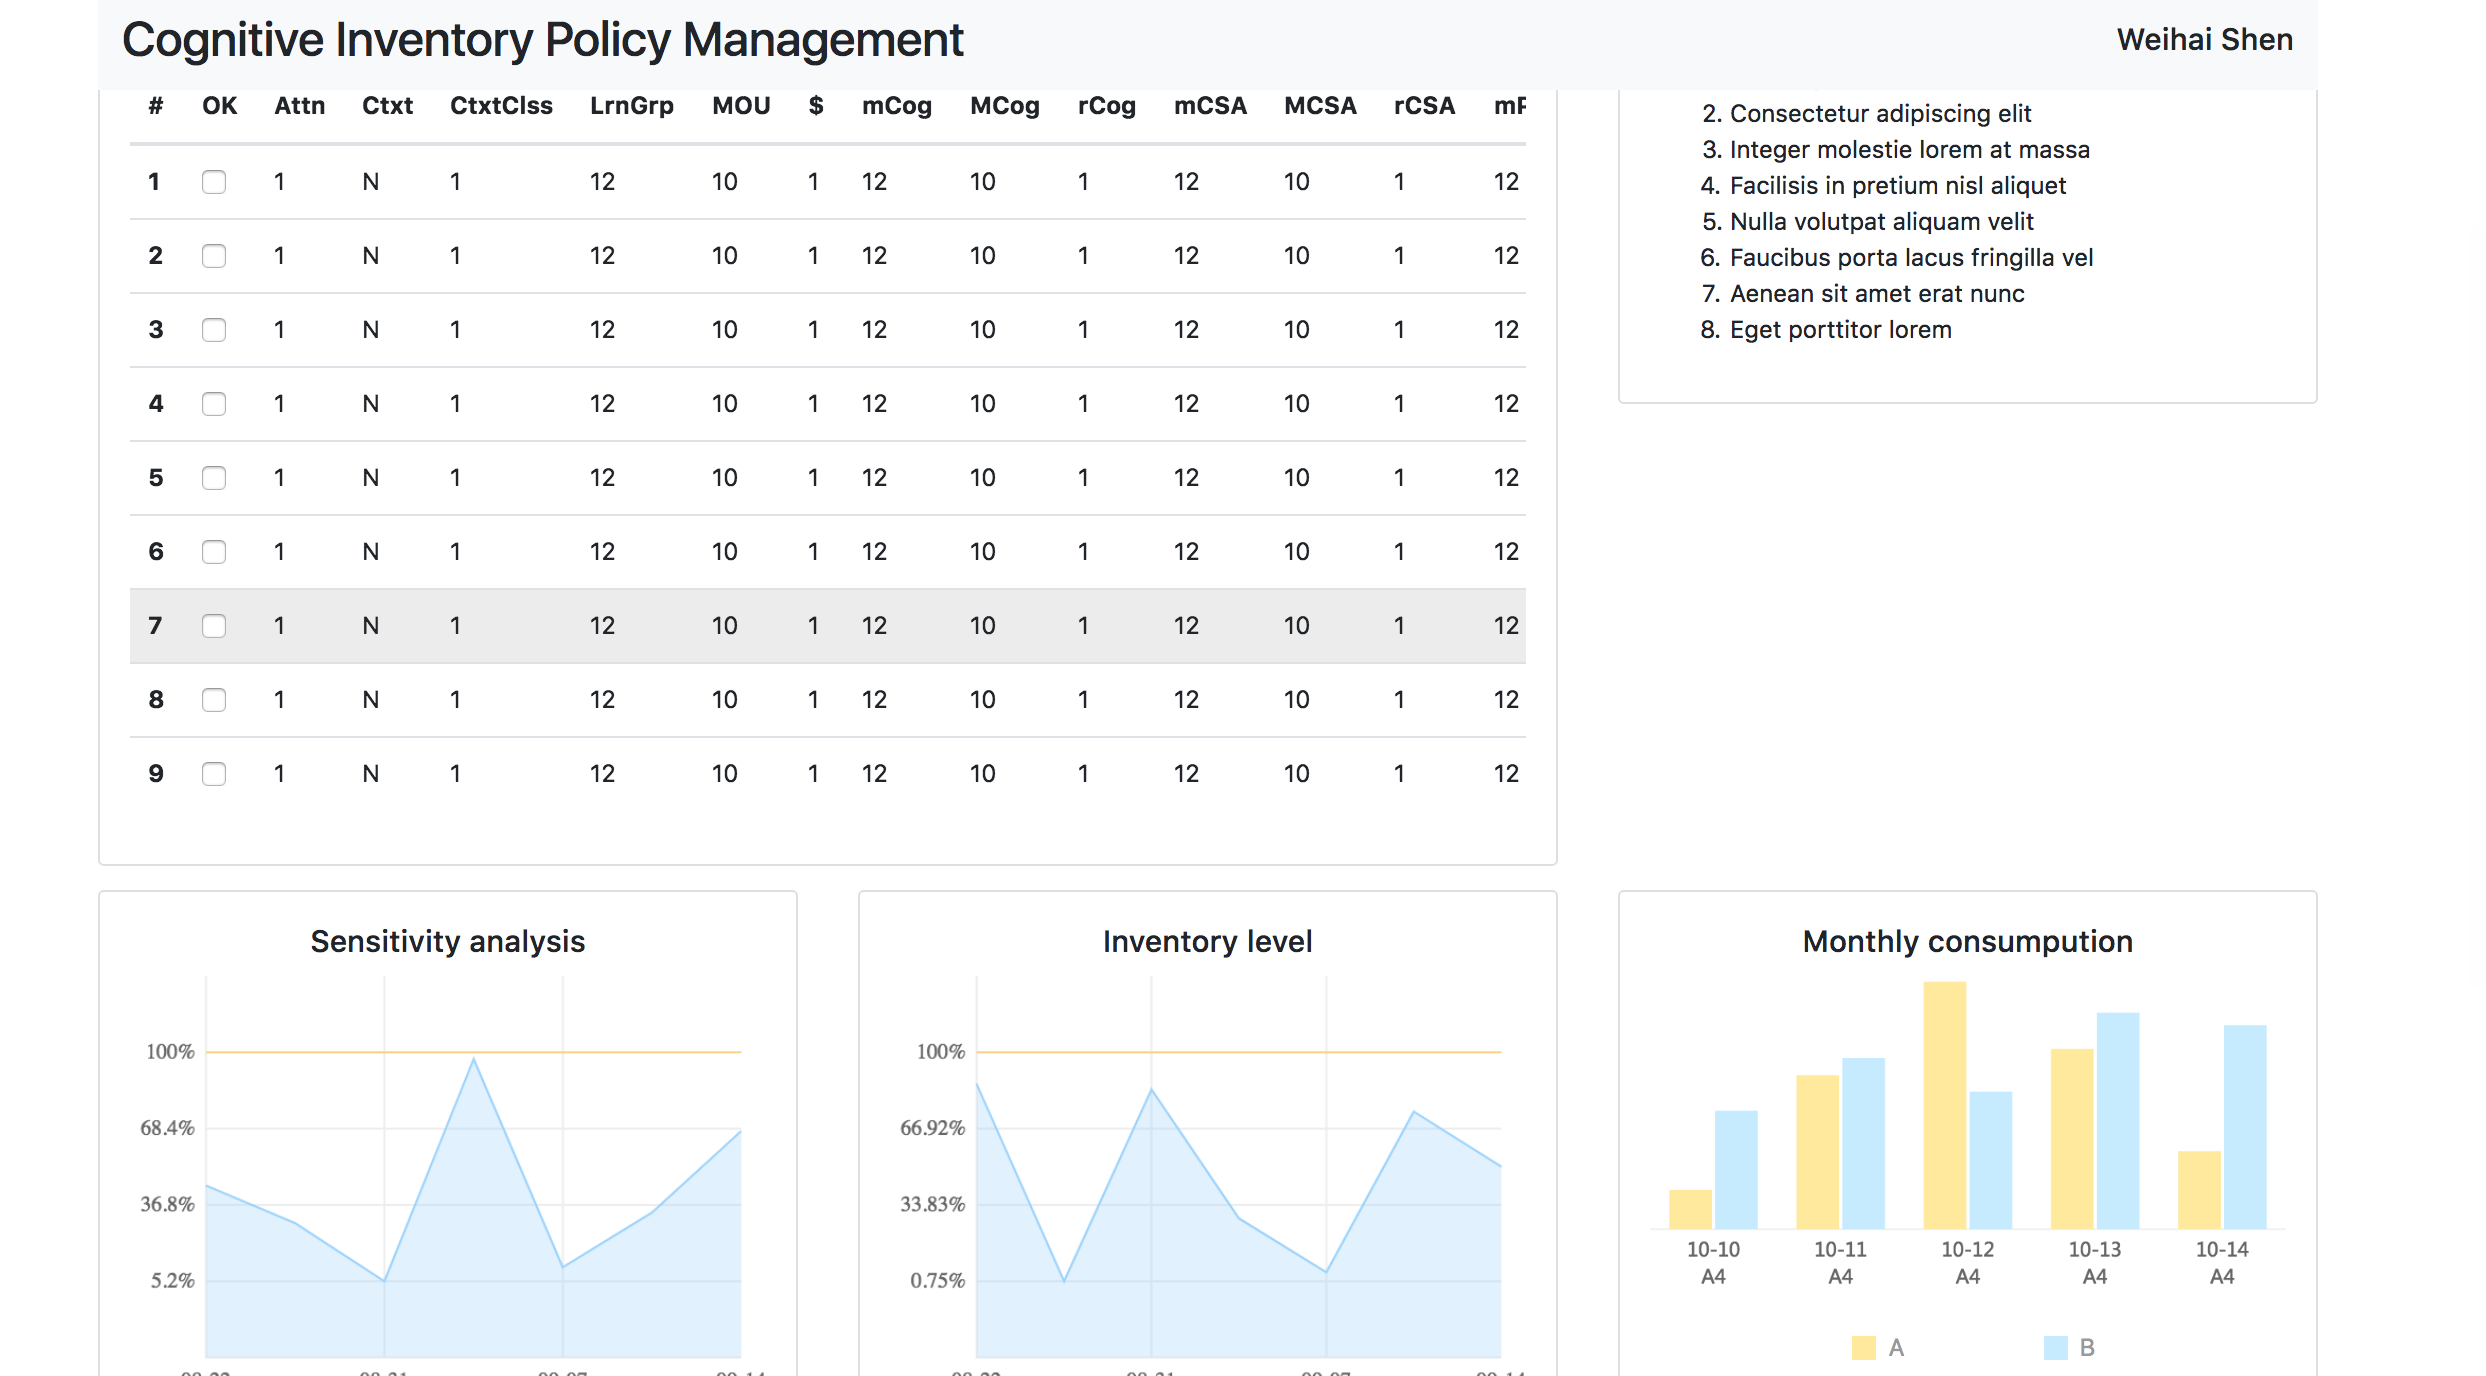 Cognitive Inventory Policy Management
Weihai Shen
# OK Attn Ctxt CtxtClss LrnGrp MOU $ mCog MCog rCog mCSA MCSA rCSA
1 1 N 1 12 10 1 12 10 1 12 10 1 12
2 1 N 1 12 10 1 12 10 1 12 10 1 12
3 1 N 1 12 10 1 12 10 1 12 10 1 12
4 1 N 1 12 10 1 12 10 1 12 10 1 12
5 1 N 1 12 10 1 12 10 1 12 10 1 12
6 1 N 1 12 10 1 12 10 1 12 10 1 12
7 1 N 1 12 10 1 12 10 1 12 10 1 12
8 1 N 1 12 10 1 12 10 1 12 10 1 12
9 1 N 1 12 10 1 12 10 1 12 10 1 12
2. Consectetur adipiscing elit
3. Integer molestie lorem at massa
4. Facilisis in pretium nisl aliquet
5. Nulla volutpat aliquam velit
6. Faucibus porta lacus fringilla vel
7. Aenean sit amet erat nunc
8. Eget porttitor lorem
Sensitivity analysis
100%
68.4%
36.8%
5.2%
Inventory level
100%
66.92%
33.83%
0.75%
Monthly consumpution
10-10 10-11 10-12 10-13 10-14
A4 A4 A4 A4 A4
A B